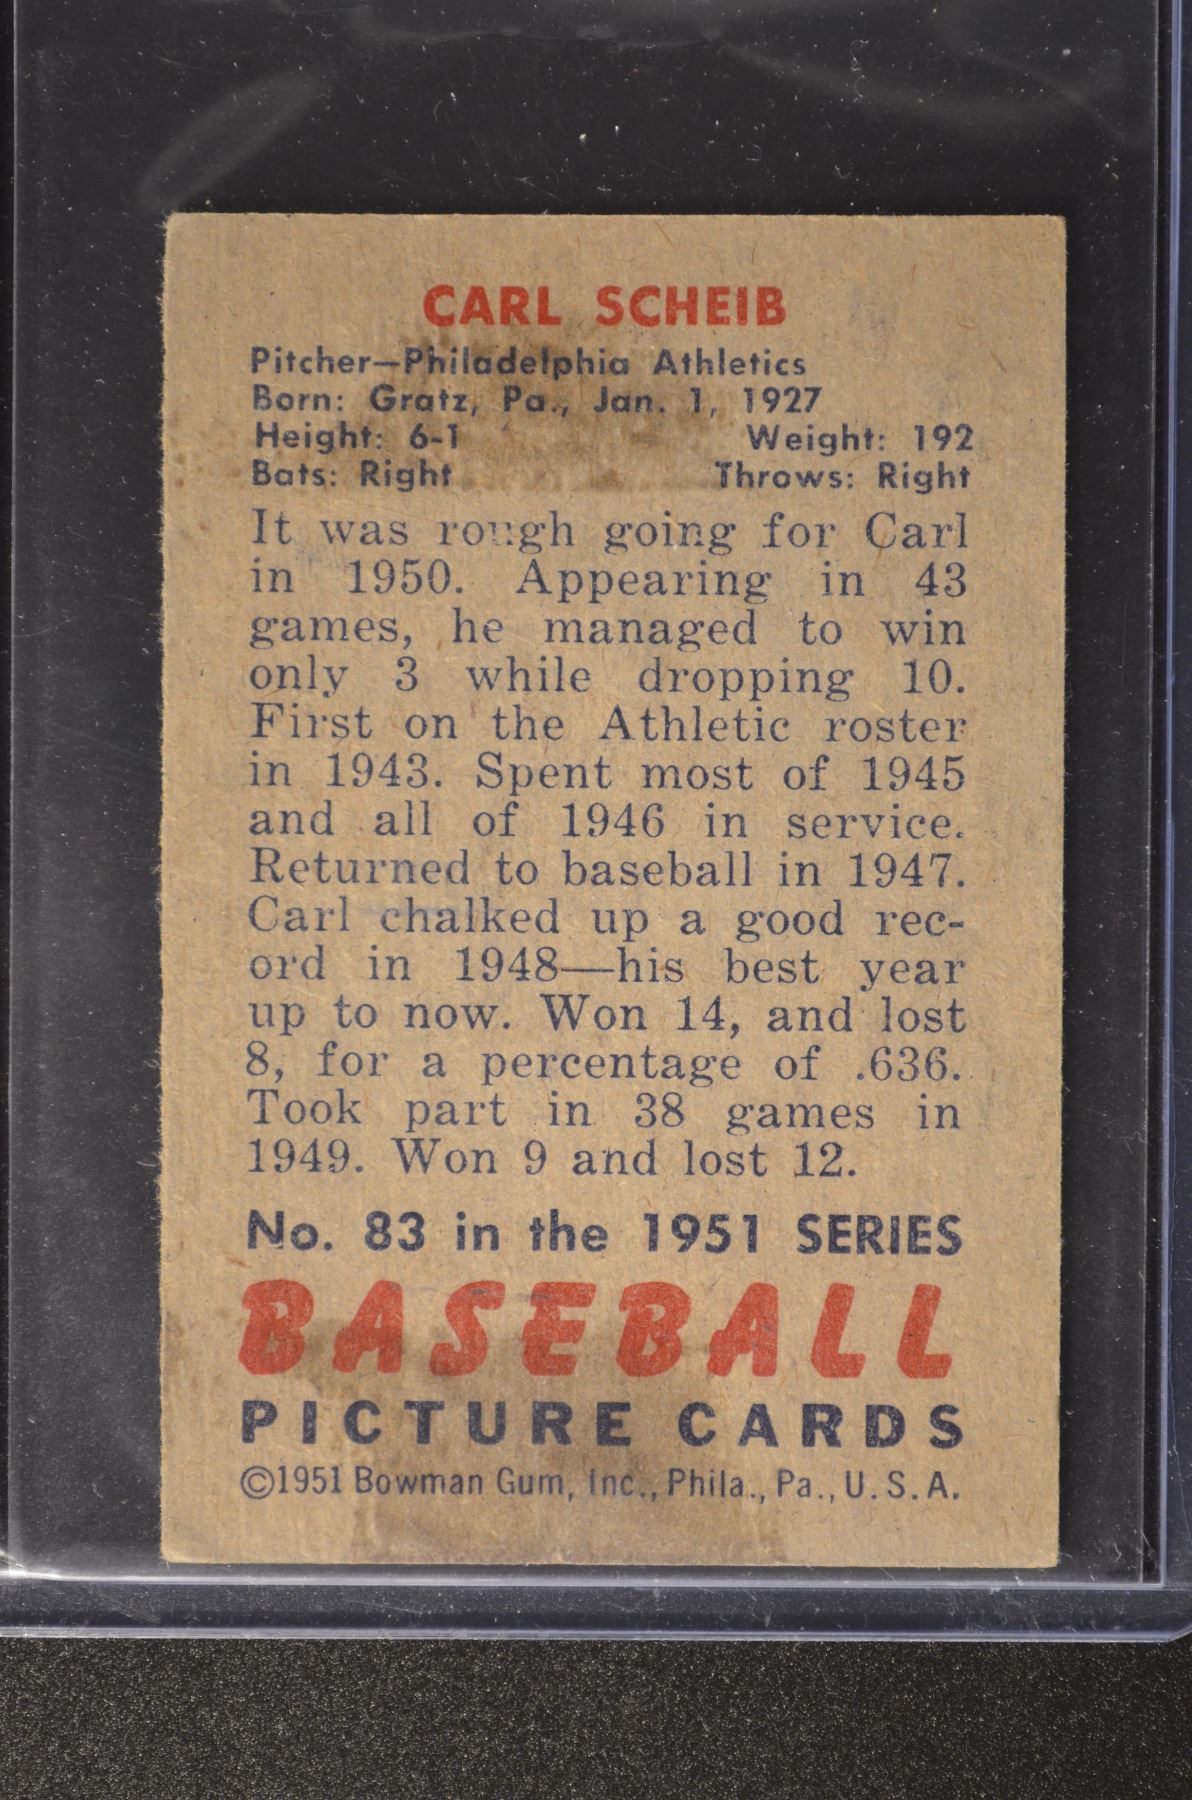 CARL SCHEIB
Pitcher—Philadelphia Athletics
Born: Gratz, Pa., Jan. 1, 1927
Height: 6-1 Weight: 192
Bats: Right Throws: Right
It was rough going for Carl
in 1950. Appearing in 43
games, he managed to win
only 3 while dropping 10.
First on the Athletic roster
in 1943. Spent most of 1945
and all of 1946 in service.
Returned to baseball in 1947.
Carl chalked up a good rec-
ord in 1948—his best year
up to now. Won 14, and lost
8, for a percentage of .636.
Took part in 38 games in
1949. Won 9 and lost 12.
No. 83 in the 1951 SERIES
BASEBALL
PICTURE CARDS
©1951 Bowman Gum, Inc., Phila., Pa., U.S.A.